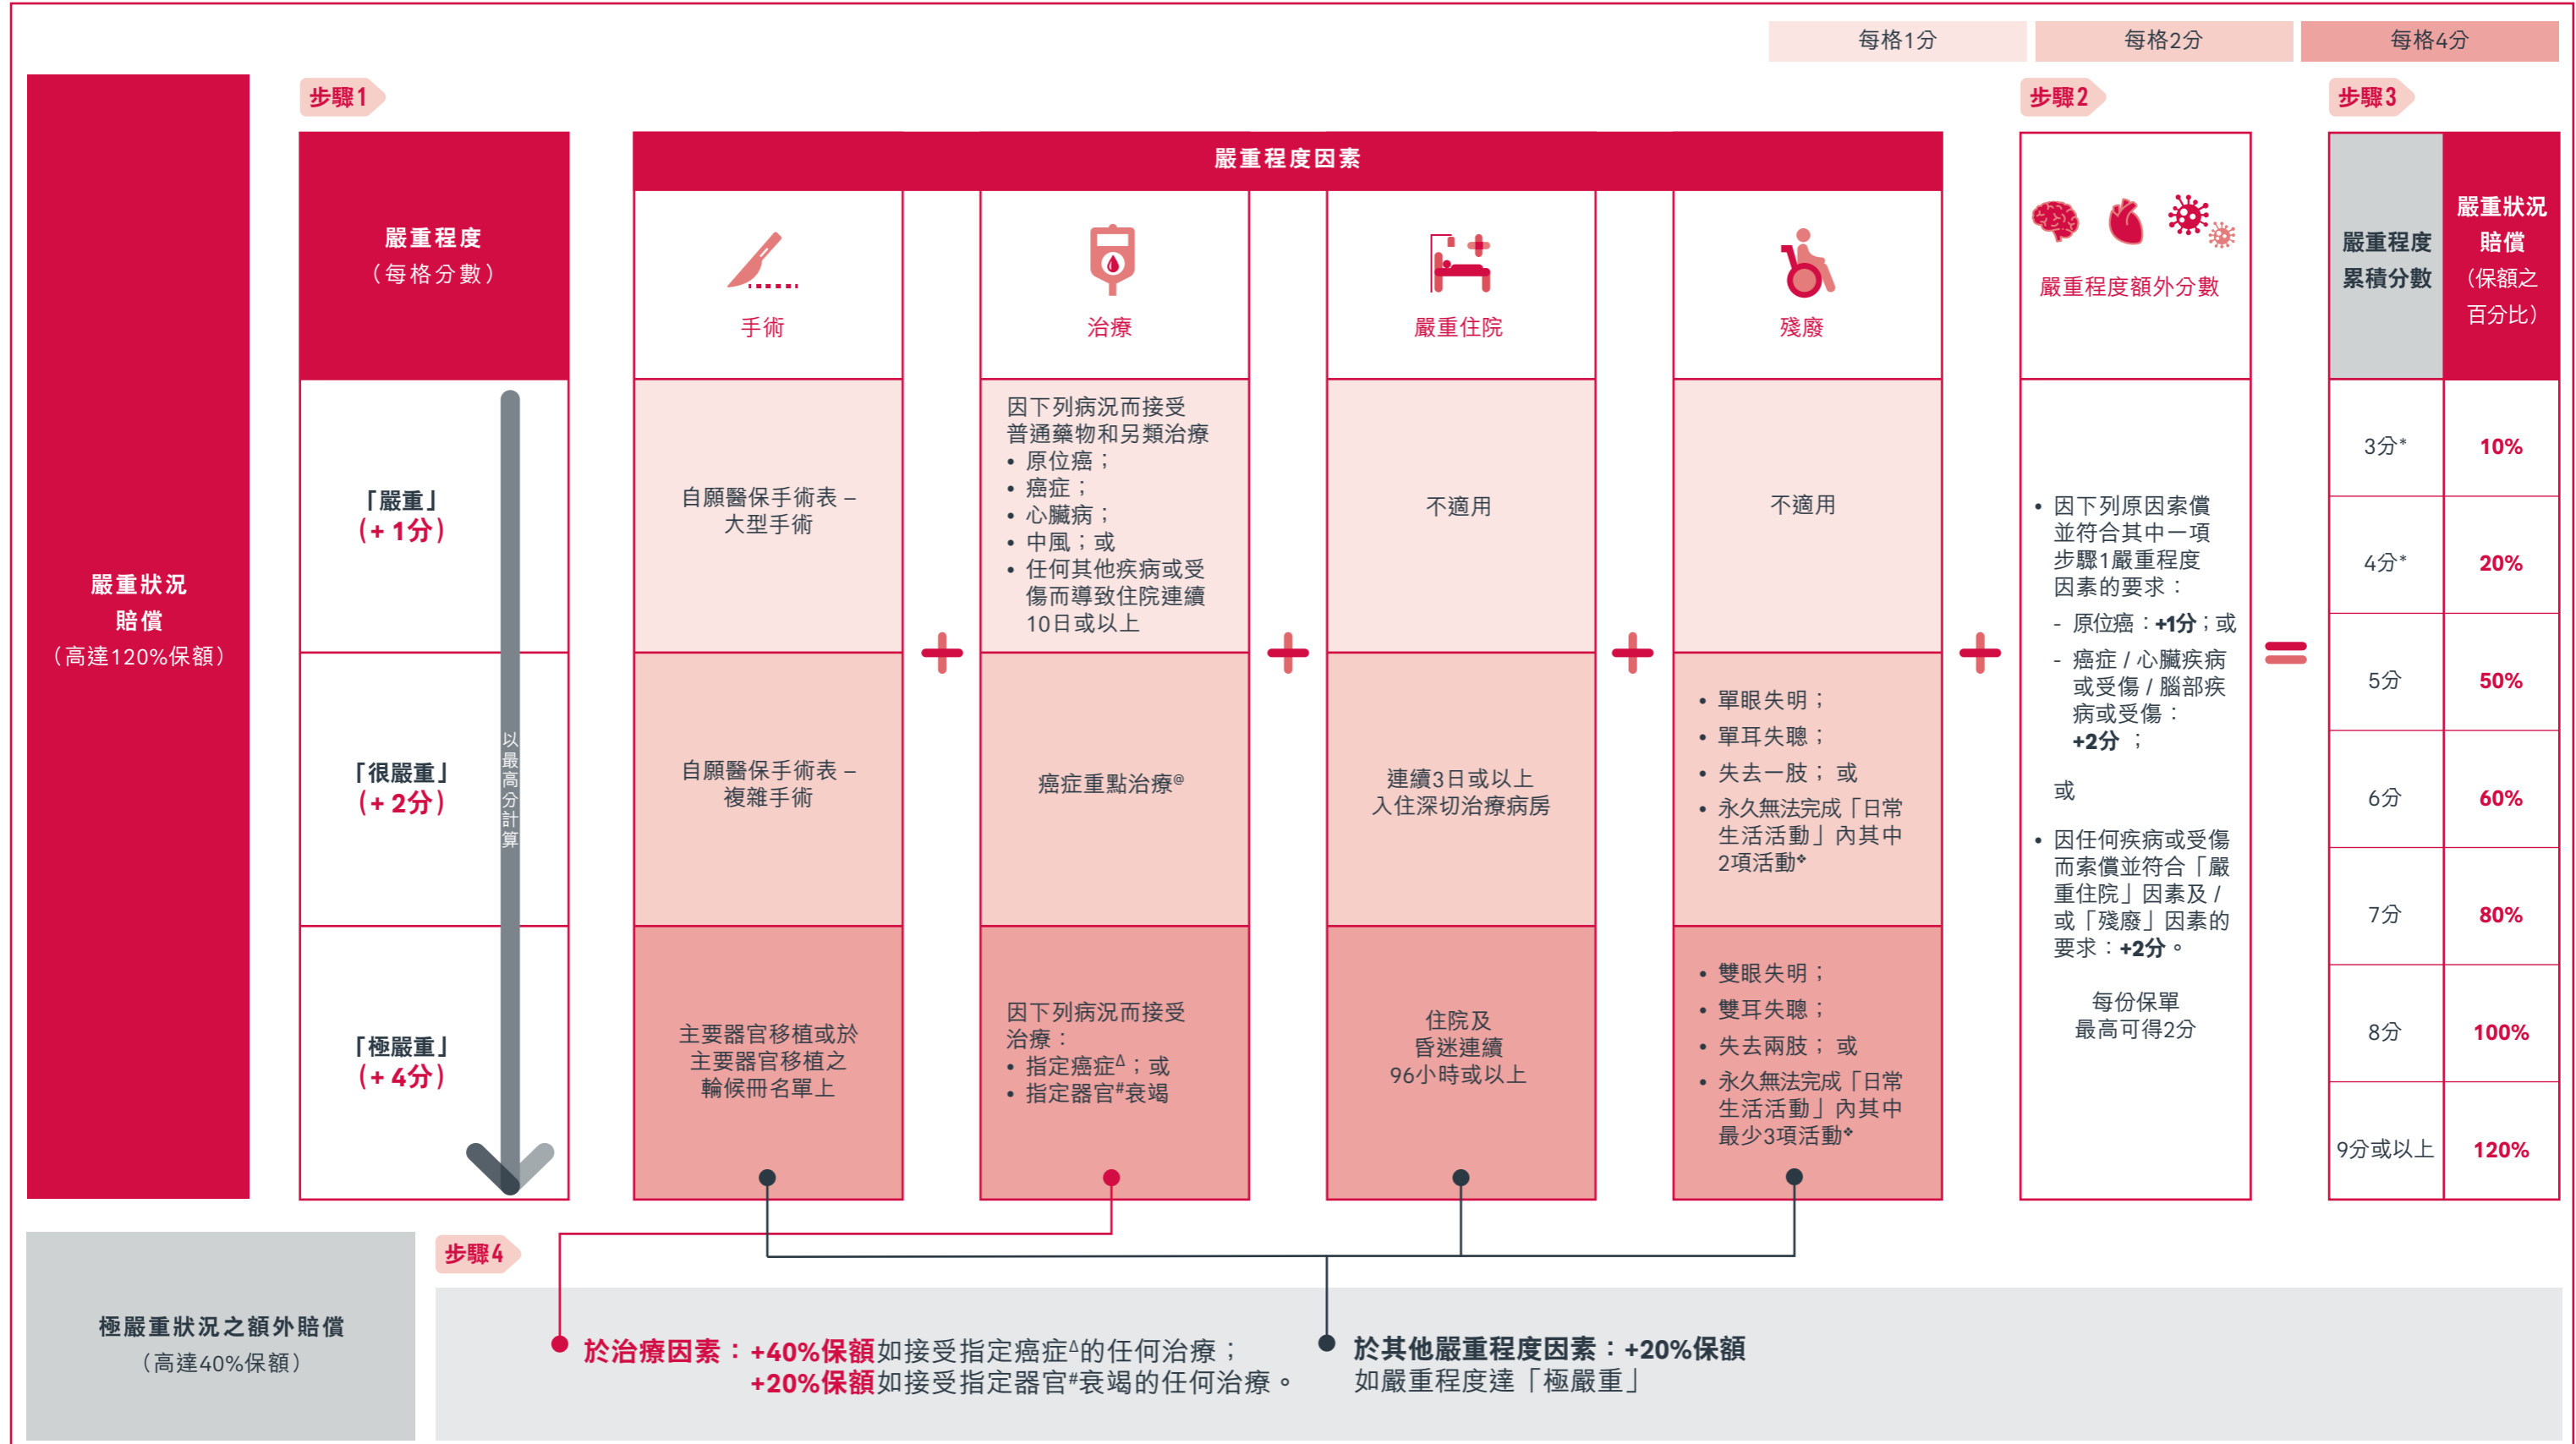 每格1分
每格2分
每格4分
步驟1
步驟2
步驟3
嚴重狀況
賠償
（高達120%保額）
嚴重程度
（每格分數）
嚴重程度因素
手術
治療
嚴重住院
殘廢
嚴重程度額外分數
嚴重程度
累積分數
嚴重狀況
賠償
（保額之
百分比）
「嚴重」
（+ 1分）
自願醫保手術表 –
大型手術
因下列病況而接受
普通藥物和另類治療
• 原位癌；
• 癌症；
• 心臟病；
• 中風；或
• 任何其他疾病或受
傷而導致住院連續
10日或以上
不適用
不適用
「很嚴重」
（+ 2分）
自願醫保手術表 –
複雜手術
癌症重點治療@
連續3日或以上
入住深切治療病房
• 單眼失明；
• 單耳失聰；
• 失去一肢； 或
• 永久無法完成「日常
生活活動」內其中
2項活動❖
「極嚴重」
（+ 4分）
主要器官移植或於
主要器官移植之
輪候冊名單上
因下列病況而接受
治療：
• 指定癌症Δ；或
• 指定器官#衰竭
住院及
昏迷連續
96小時或以上
• 雙眼失明；
• 雙耳失聰；
• 失去兩肢； 或
• 永久無法完成「日常
生活活動」內其中
最少3項活動❖
以最高分計算
• 因下列原因索償
並符合其中一項
步驟1嚴重程度
因素的要求：
- 原位癌：+1分；或
- 癌症 / 心臟疾病
或受傷 / 腦部疾
病或受傷：
+2分 ；
或
• 因任何疾病或受傷
而索償並符合「嚴
重住院」因素及 /
或「殘廢」因素的
要求：+2分。
每份保單
最高可得2分
3分* 10%
4分* 20%
5分 50%
6分 60%
7分 80%
8分 100%
9分或以上 120%
步驟4
極嚴重狀況之額外賠償
（高達40%保額）
於治療因素：+40%保額如接受指定癌症Δ的任何治療；
+20%保額如接受指定器官#衰竭的任何治療。
於其他嚴重程度因素：+20%保額
如嚴重程度達「極嚴重」